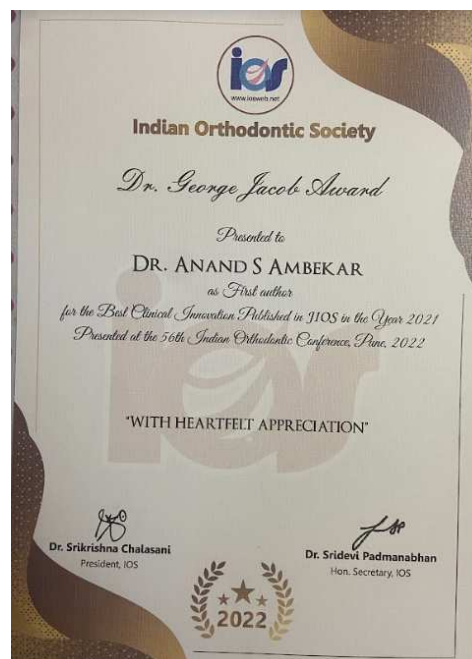 ios
www.iosweb.net
Indian Orthodontic Society
Dr. George Jacob Award
Presented to
DR. ANAND S AMBEKAR
as First author
for the Best Clinical Innovation Published in JIOS in the Year 2021
Presented at the 56th Indian Orthodontic Conference, Pune, 2022
"WITH HEARTFELT APPRECIATION"
ios
Dr. Srikrishna Chalasani
President, IOS
Dr. Sridevi Padmanabhan
Hon. Secretary, IOS
2022